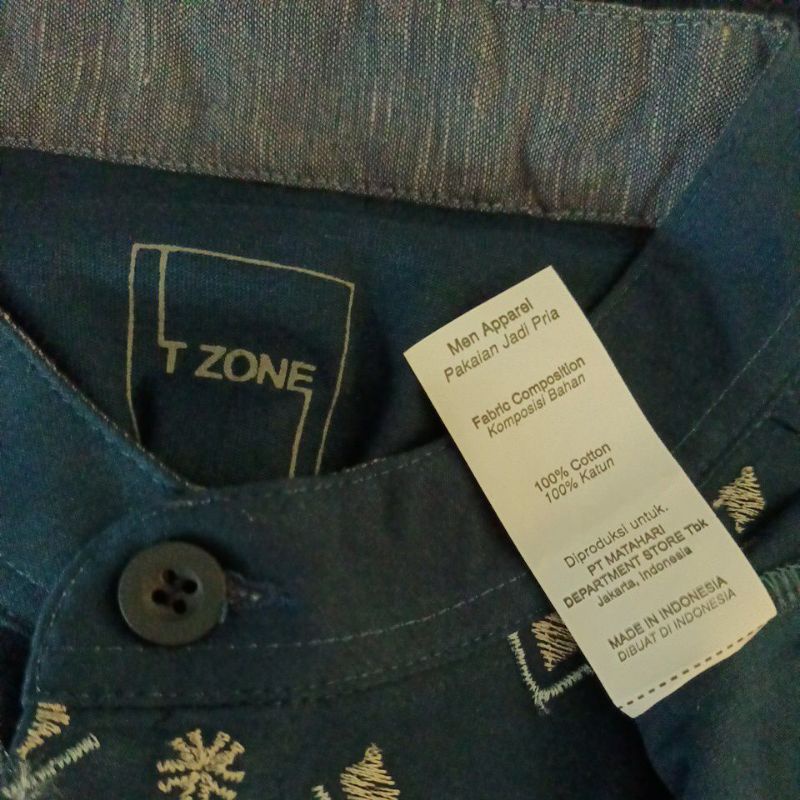 T ZONE
Men Apparel
Pakaian Jadi Pria
Fabric Composition
Komposisi Bahan
100% Cotton
100% Katun
Diproduksi untuk.
PT MATAHARI
DEPARTMENT STORE Tbk
Jakarta, Indonesia
MADE IN INDONESIA
DIBUAT DI INDONESIA